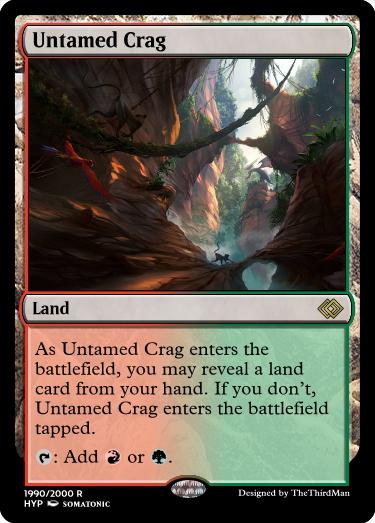 Untamed Crag
Land
As Untamed Crag enters the
battlefield, you may reveal a land
card from your hand. If you don't,
Untamed Crag enters the battlefield
tapped.
: Add or .
1990/2000 R
HYP SOMATONIC
Designed by TheThirdMan